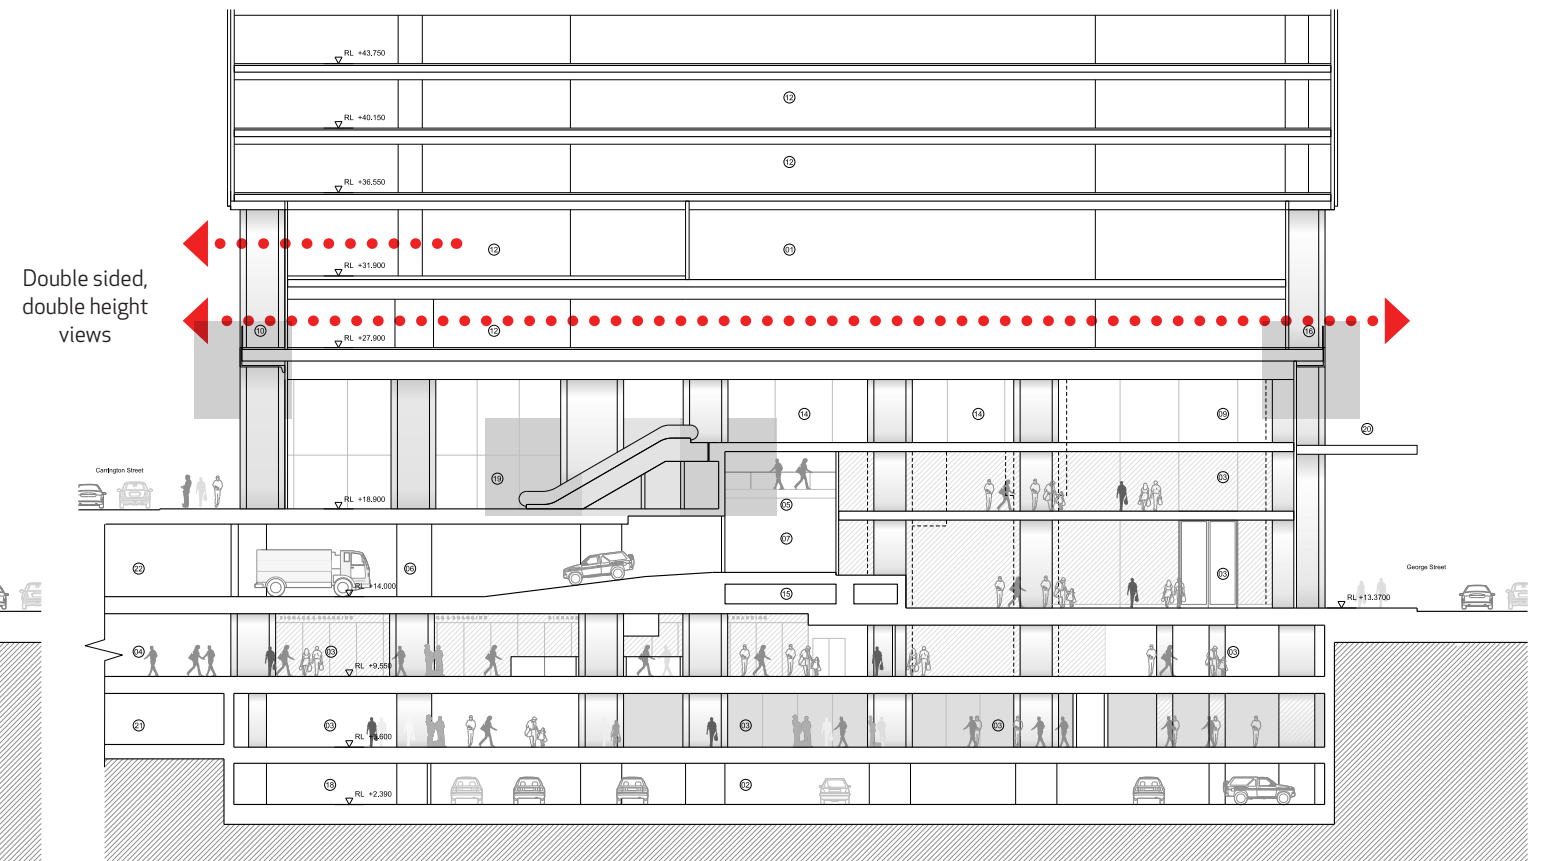 RL +43.750
12
RL +40.150
12
RL +36.550
12
01
RL +31.900
Double sided,
double height
views
10
12
16
RL +27.900
14
14
09
20
Carrington Street
19
03
RL +18,900
05
07
22
06
03
George Street
RL +14,000
15
RL +13.3700
04
03
03
RL +9,550
21
03
03
03
18
02
RL +2,390